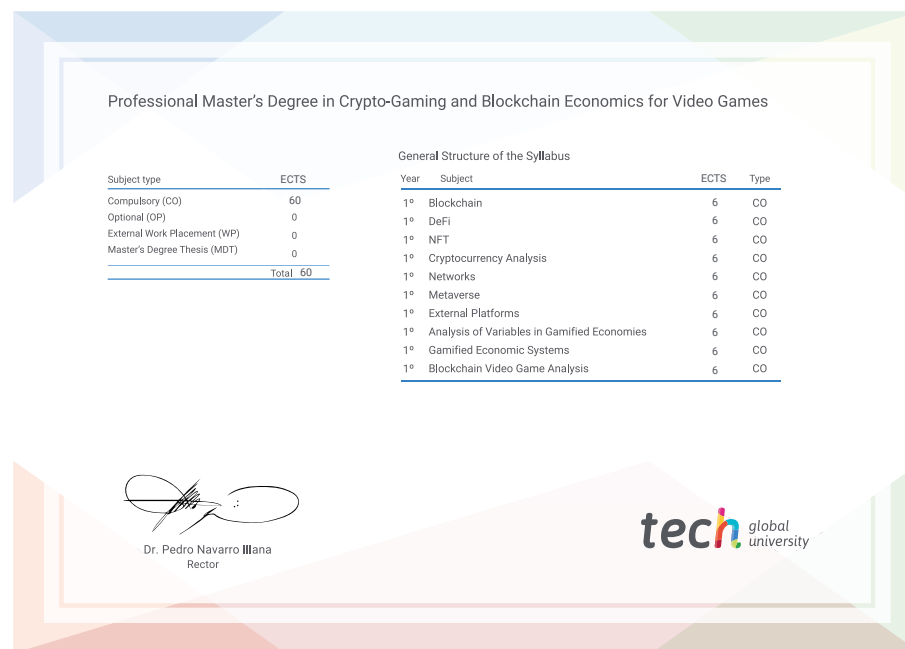 Professional Master's Degree in Crypto-Gaming and Blockchain Economics for Video Games
General Structure of the Syllabus
Subject type ECTS
Compulsory (CO) 60
Optional (OP) 0
External Work Placement (WP) 0
Master's Degree Thesis (MDT) 0
Total 60
Year Subject ECTS Type
1º Blockchain 6 CO
1º DeFi 6 CO
1º NFT 6 CO
1º Cryptocurrency Analysis 6 CO
1º Networks 6 CO
1º Metaverse 6 CO
1º External Platforms 6 CO
1º Analysis of Variables in Gamified Economies 6 CO
1º Gamified Economic Systems 6 CO
1º Blockchain Video Game Analysis 6 CO
Dr. Pedro Navarro Illana
Rector
tech global
university